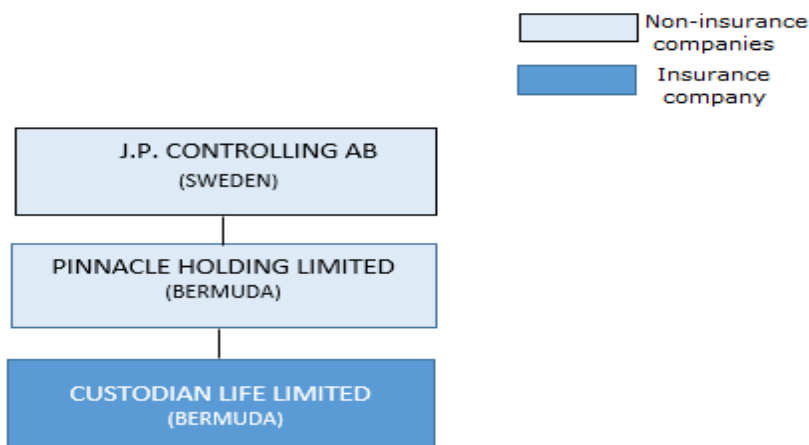 Non-insurance
companies
Insurance
company
J.P. CONTROLLING AB
(SWEDEN)
PINNACLE HOLDING LIMITED
(BERMUDA)
CUSTODIAN LIFE LIMITED
(BERMUDA)